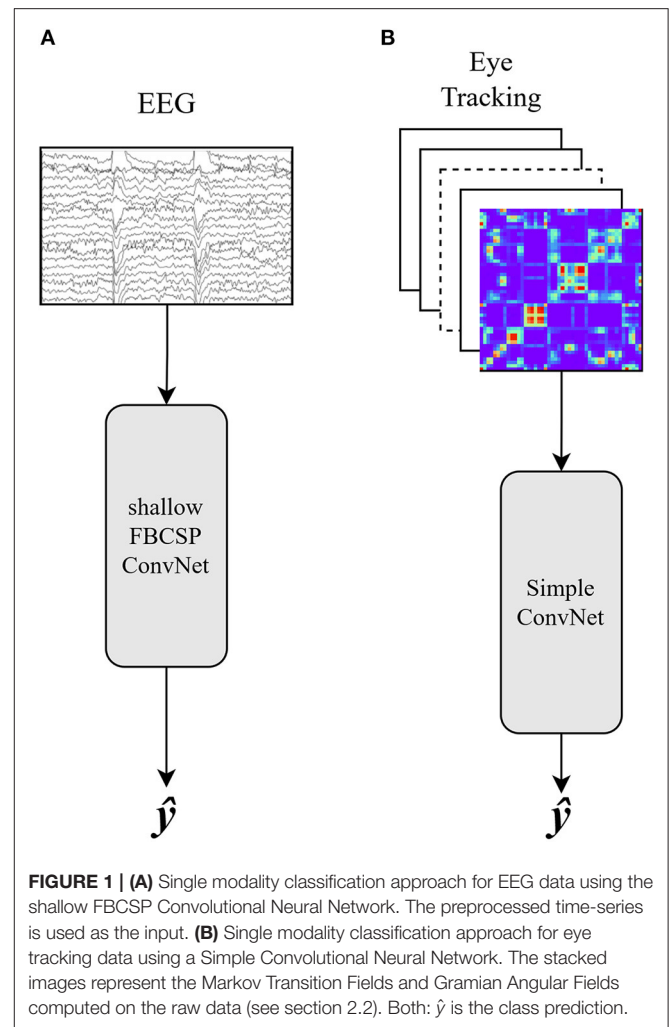 A
EEG
shallow
FBCSP
ConvNet
ŷ
B
Eye
Tracking
Simple
ConvNet
ŷ
FIGURE 1 | (A) Single modality classification approach for EEG data using the
shallow FBCSP Convolutional Neural Network. The preprocessed time-series
is used as the input. (B) Single modality classification approach for eye
tracking data using a Simple Convolutional Neural Network. The stacked
images represent the Markov Transition Fields and Gramian Angular Fields
computed on the raw data (see section 2.2). Both: ŷ is the class prediction.